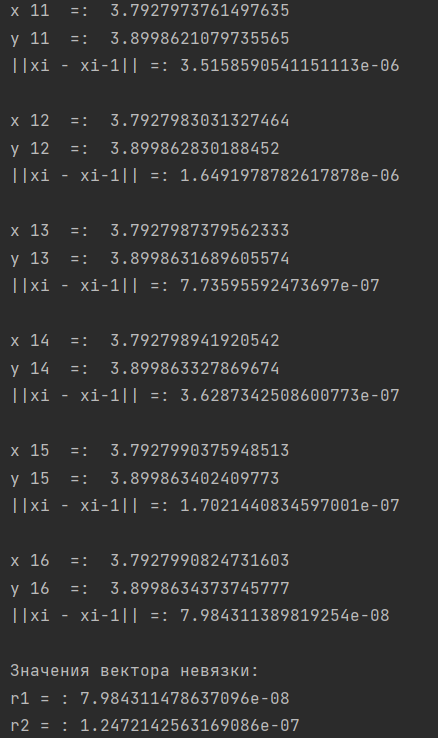 x 11  =:  3.7927973761497635
y 11  =:  3.8998621079735565
||xi - xi-1|| =: 3.5158590541151113e-06
x 12  =:  3.7927983031327464
y 12  =:  3.899862830188452
||xi - xi-1|| =: 1.6491978782617878e-06
x 13  =:  3.7927987379562333
y 13  =:  3.8998631689605574
||xi - xi-1|| =: 7.73595592473697e-07
x 14  =:  3.792798941920542
y 14  =:  3.899863327869674
||xi - xi-1|| =: 3.6287342508600773e-07
x 15  =:  3.7927990375948513
y 15  =:  3.899863402409773
||xi - xi-1|| =: 1.7021440834597001e-07
x 16  =:  3.7927990824731603
y 16  =:  3.8998634373745777
||xi - xi-1|| =: 7.984311389819254e-08
Значения вектора невязки:
r1 = : 7.984311478637096e-08
r2 = : 1.2472142563169086e-07